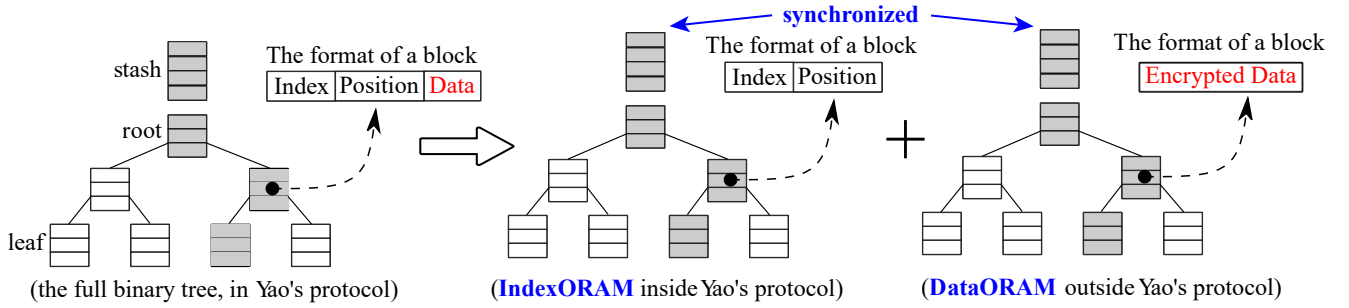 synchronized
The format of a block
Index Position Data
stash
root
leaf
(the full binary tree, in Yao's protocol)
The format of a block
Index Position
(IndexORAM inside Yao's protocol)
+
The format of a block
Encrypted Data
(DataORAM outside Yao's protocol)